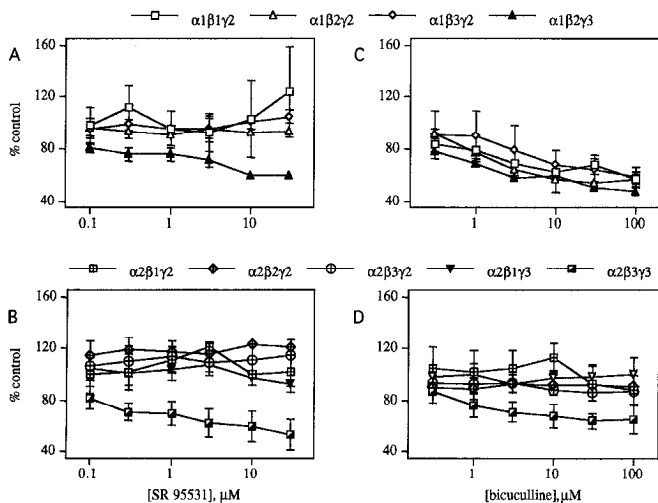 α1β1γ2 α1β2γ2 α1β3γ2 α1β2γ3
A
C
160
120
80
40
% control
0.1 1 10
160
120
80
40
1 10 100
α2β1γ2 α2β2γ2 α2β3γ2 α2β1γ3 α2β3γ3
B
D
160
120
80
40
% control
0.1 1 10
[SR 95531], μM
160
120
80
40
1 10 100
[bicuculline], μM